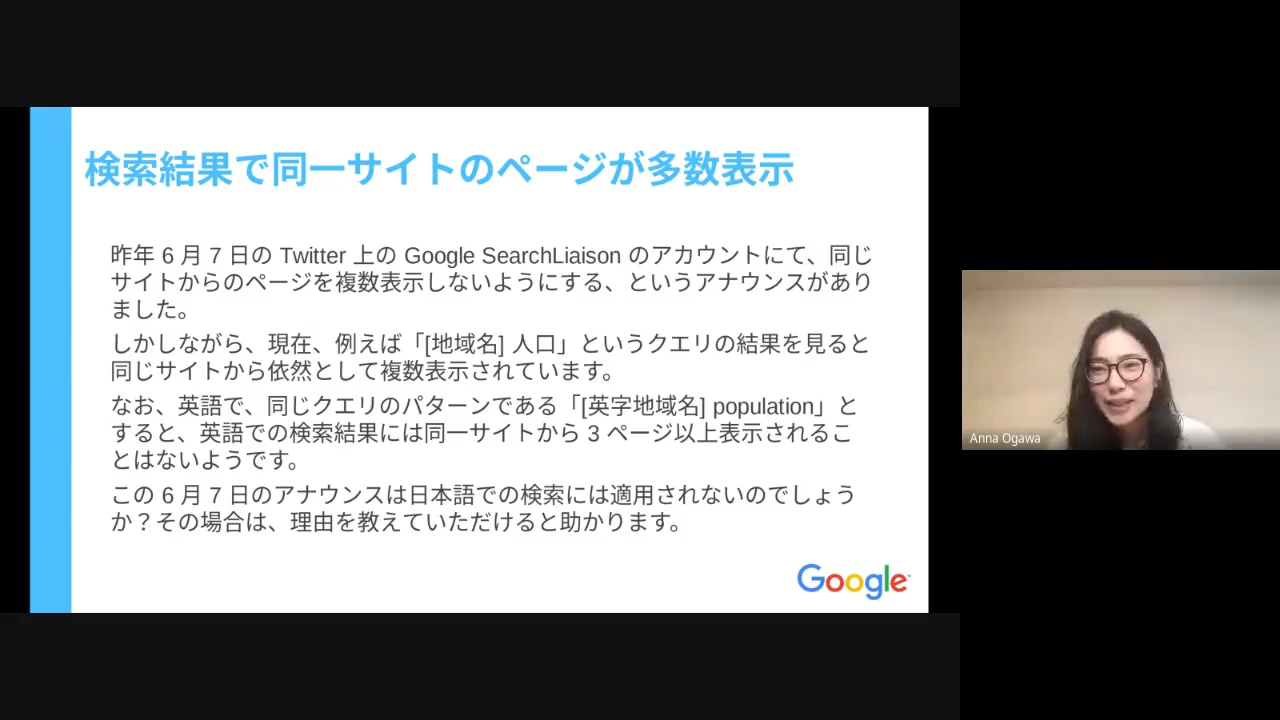 検索結果で同一サイトのページが多数表示
昨年 6 月 7 日の Twitter 上の Google SearchLiaison のアカウントにて、同じ
サイトからのページを複数表示しないようにする、というアナウンスがあり
ました。
しかしながら、現在、例えば「[地域名] 人口」というクエリの結果を見ると
同じサイトから依然として複数表示されています。
なお、英語で、同じクエリのパターンである「[英字地域名] population」と
すると、英語での検索結果には同一サイトから 3 ページ以上表示されるこ
とはないようです。
この 6 月 7 日のアナウンスは日本語での検索には適用されないのでしょう
か？その場合は、理由を教えていただけると助かります。
Google
Anna Ogawa